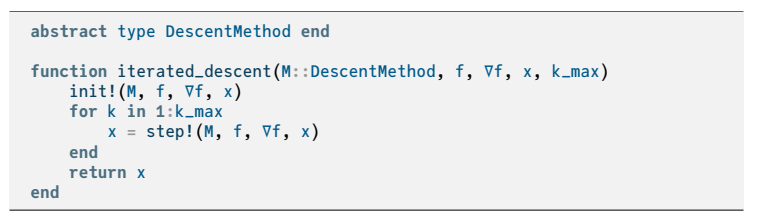 abstract type DescentMethod end
function iterated_descent(M::DescentMethod, f, ∇f, x, k_max)
    init!(M, f, ∇f, x)
    for k in 1:k_max
        x = step!(M, f, ∇f, x)
    end
    return x
end